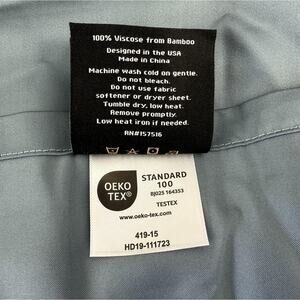 100% Viscose from Bamboo
Designed in the USA
Made in China
Machine wash cold on gentle.
Do not bleach.
Do not use fabric
softener or dryer sheet.
Tumble dry, low heat.
Remove promptly.
Low heat iron if needed.
RN#157516
OEKO
TEX®
STANDARD
100
BJ025 164353
TESTEX
www.oeko-tex.com
419-15
HD19-111723